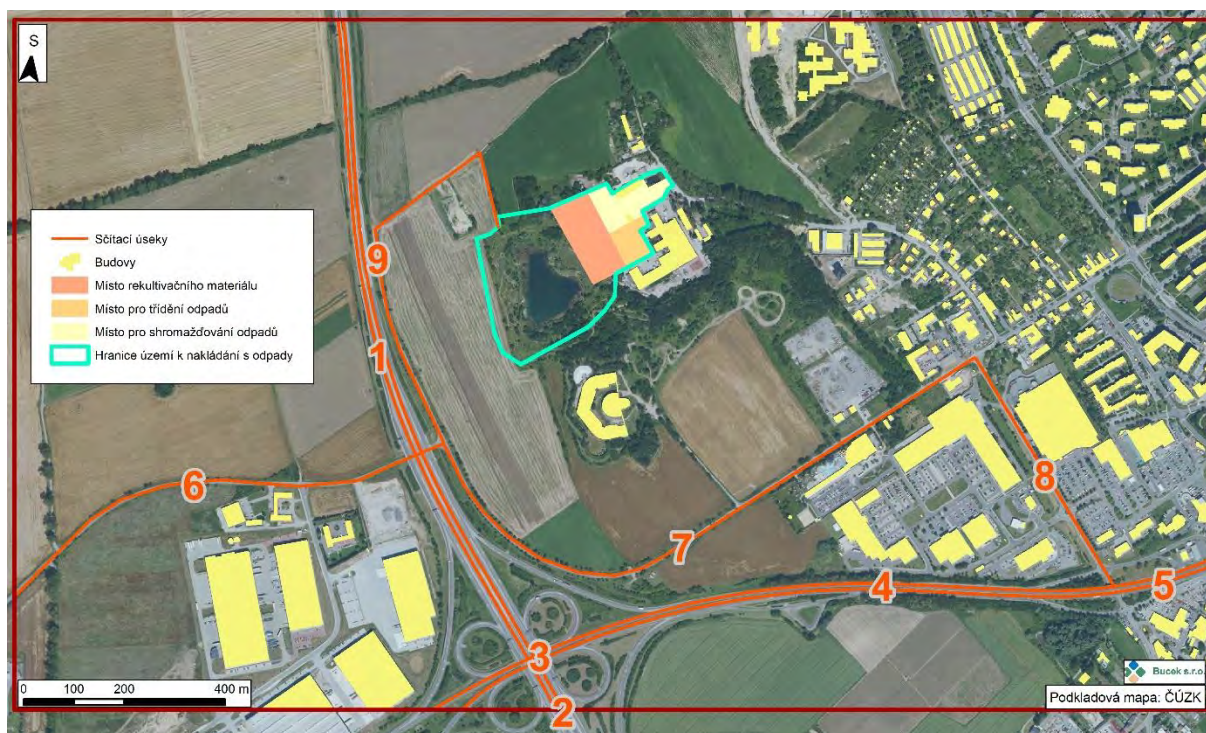 S
Sčítací úseky
Budovy
Místo rekultivačního materiálu
Místo pro třídění odpadů
Místo pro shromažďování odpadů
Hranice území k nakládání s odpady
9
1
6
7
8
4
5
3
2
0 100 200 400 m
Bucek s.r.o.
Podkladová mapa: ČÚZK